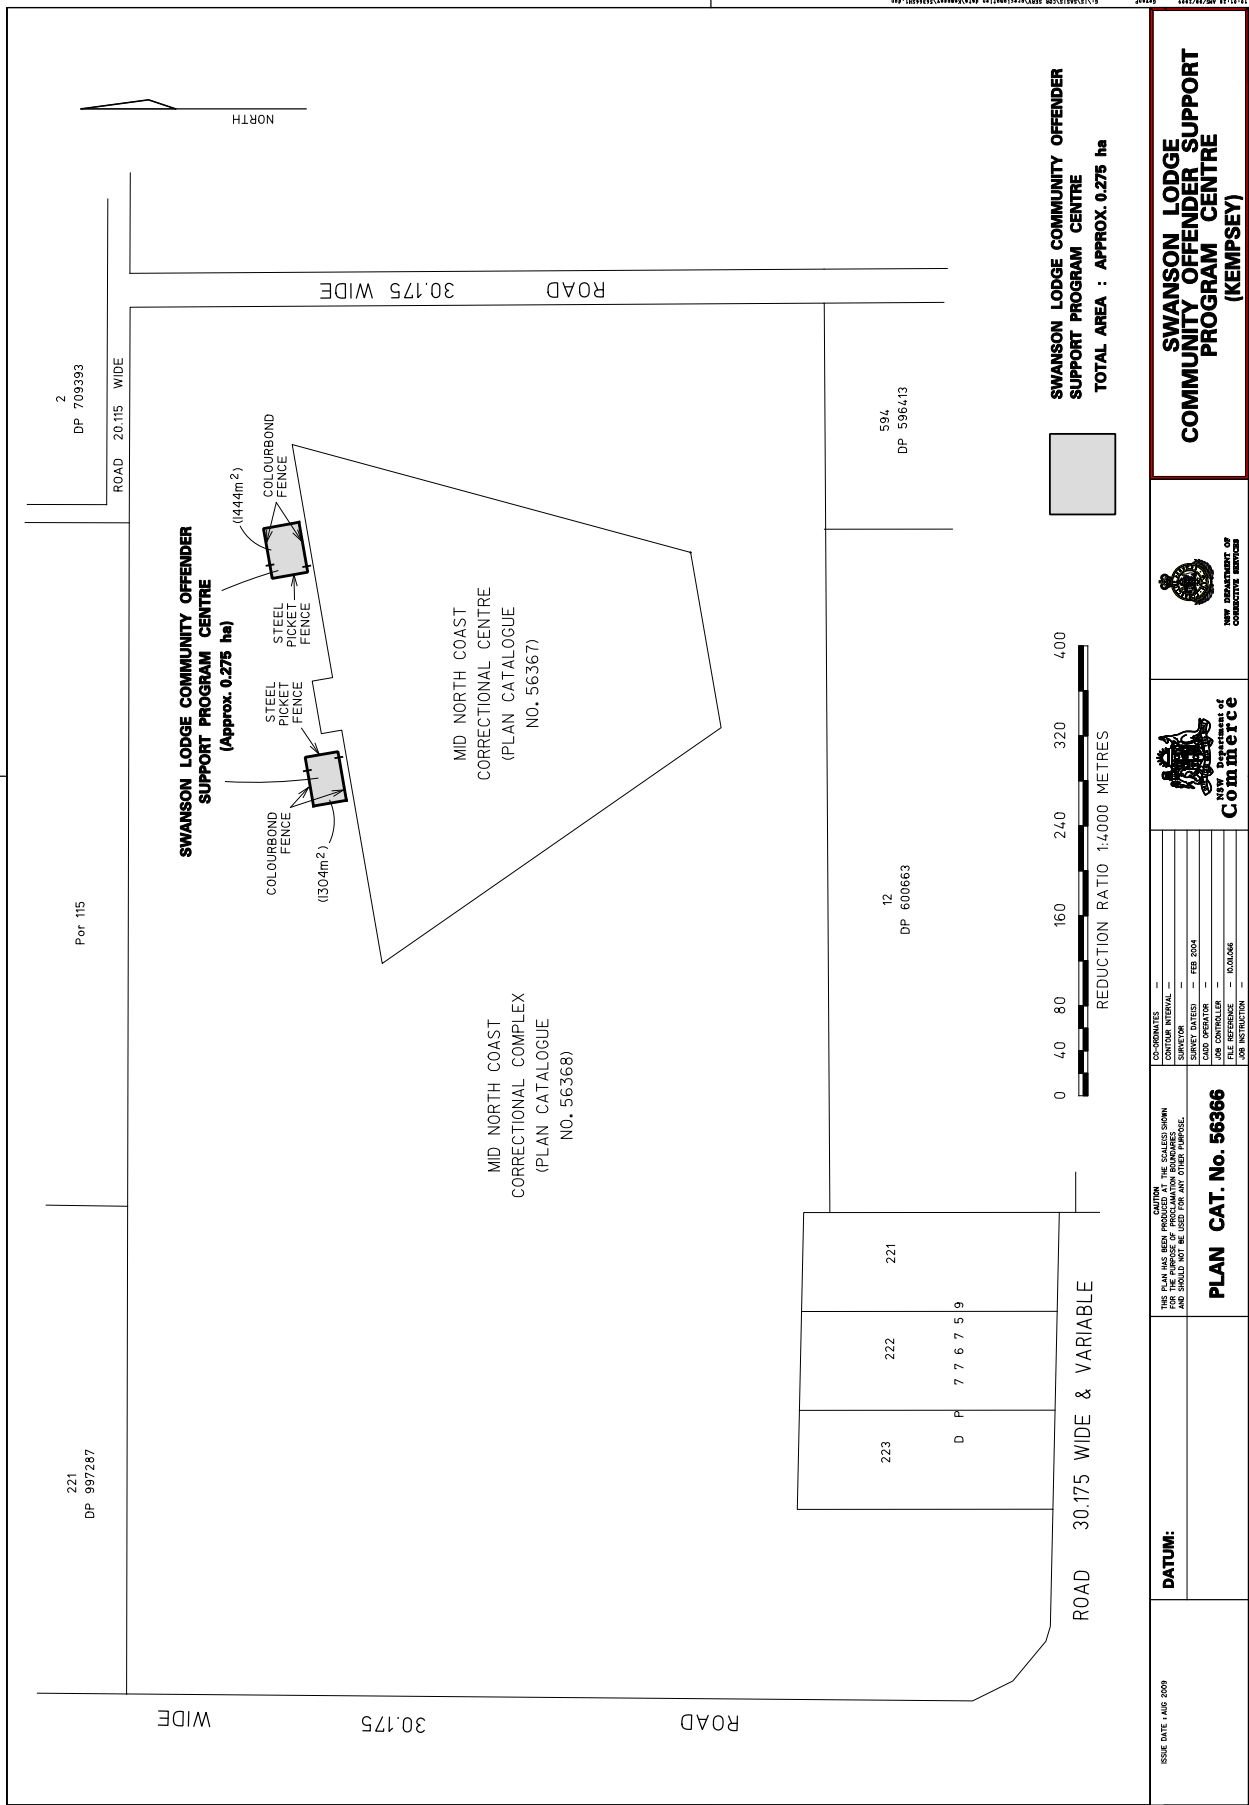 NORTH
2
DP 709393
ROAD 20.115 WIDE
Por 115
221
DP 997287
ROAD 30.175 WIDE
SWANSON LODGE COMMUNITY OFFENDER
SUPPORT PROGRAM CENTRE
(Approx. 0.275 ha)
(1444m²)
COLOURBOND
FENCE
STEEL
PICKET
FENCE
STEEL
PICKET
FENCE
COLOURBOND
FENCE
(1304m²)
MID NORTH COAST
CORRECTIONAL CENTRE
(PLAN CATALOGUE
NO. 56367)
MID NORTH COAST
CORRECTIONAL COMPLEX
(PLAN CATALOGUE
NO. 56368)
594
DP 596413
12
DP 600663
221
222
223
D P 7 7 6 7 5 9
ROAD 30.175 WIDE
ROAD 30.175 WIDE & VARIABLE
0 40 80 160 240 320 400
REDUCTION RATIO 1:4000 METRES
SWANSON LODGE COMMUNITY OFFENDER
SUPPORT PROGRAM CENTRE
TOTAL AREA : APPROX. 0.275 ha
ISSUE DATE : AUG 2009
DATUM:
CAUTION
THIS PLAN HAS BEEN PRODUCED AT THE SCALE(S) SHOWN
FOR THE PURPOSE OF PROCLAMATION BOUNDARIES
AND SHOULD NOT BE USED FOR ANY OTHER PURPOSE.
PLAN CAT. No. 56366
CO-ORDINATES –
CONTOUR INTERVAL –
SURVEYOR –
SURVEY DATE(S) – FEB 2004
CADD OPERATOR –
JOB CONTROLLER –
FILE REFERENCE –
JOB INSTRUCTION –
NSW Department of
Commerce
NSW DEPARTMENT OF
CORRECTIVE SERVICES
SWANSON LODGE
COMMUNITY OFFENDER SUPPORT
PROGRAM CENTRE
(KEMPSEY)